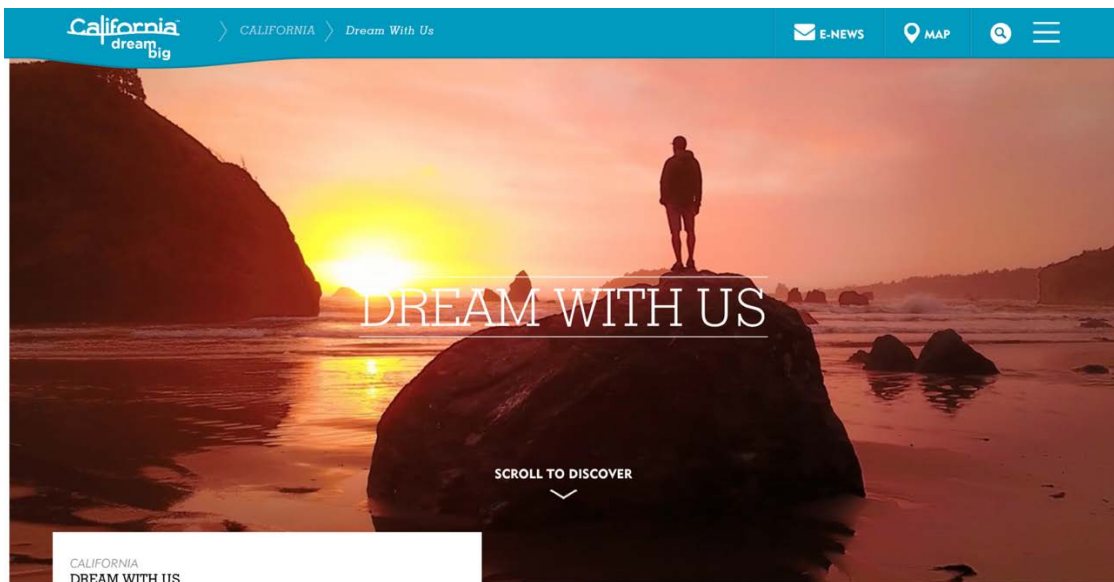 California
dream
big
CALIFORNIA
Dream With Us
E-NEWS
MAP
DREAM WITH US
SCROLL TO DISCOVER
CALIFORNIA
DREAM WITH US